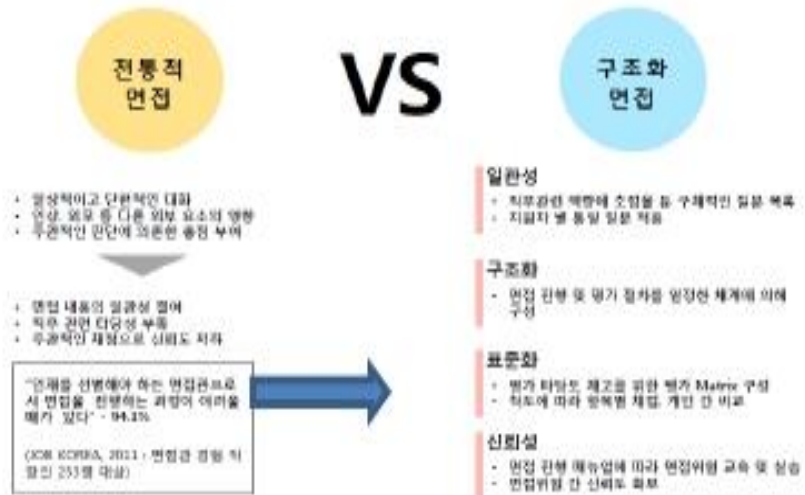 전통적
면접
VS
구조화
면접
• 일상적이고 단편적인 대화
• 인상, 외모 등 다른 외부 요소의 영향
• 주관적인 판단에 의존한 총점 부여
• 면접 내용의 일관성 결여
• 직무 관련 타당성 부족
• 주관적인 채점으로 신뢰도 저하
"인재를 선별해야 하는 면접관으로
서 면접을 진행하는 과정이 어려울
때가 있다" - 94.1%
(JOB KOREA, 2011 : 면접관 경험 직
장인 253명 대상)
일관성
- 직무관련 역량에 초점을 둔 구체적인 질문 목록
- 지원자 별 동일 질문 적용
구조화
- 면접 진행 및 평가 절차를 일정한 체계에 의해
구성
표준화
- 평가 타당도 제고를 위한 평가 Matrix 구성
- 척도에 따라 항목별 채점, 개인 간 비교
신뢰성
- 면접 진행 매뉴얼에 따라 면접위원 교육 및 실습
- 면접위원 간 신뢰도 확보